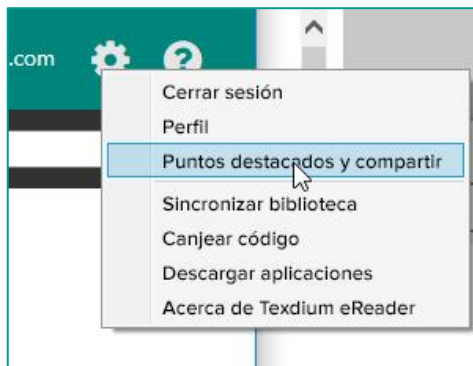 .com
?
Cerrar sesión
Perfil
Puntos destacados y compartir
Sincronizar biblioteca
Canjear código
Descargar aplicaciones
Acerca de Texdium eReader